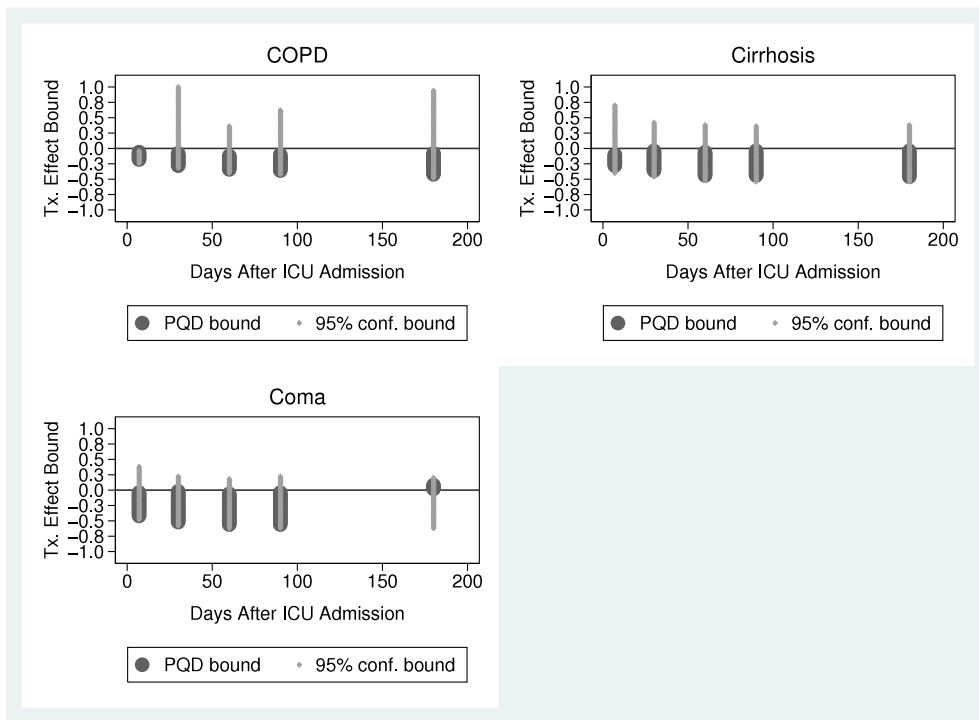 COPD
Tx. Effect Bound
1.0
0.8
0.5
0.3
0.0
−0.3
−0.5
−0.8
−1.0
0 50 100 150 200
Days After ICU Admission
PQD bound 95% conf. bound
Cirrhosis
Tx. Effect Bound
1.0
0.8
0.5
0.3
0.0
−0.3
−0.5
−0.8
−1.0
0 50 100 150 200
Days After ICU Admission
PQD bound 95% conf. bound
Coma
Tx. Effect Bound
1.0
0.8
0.5
0.3
0.0
−0.3
−0.5
−0.8
−1.0
0 50 100 150 200
Days After ICU Admission
PQD bound 95% conf. bound